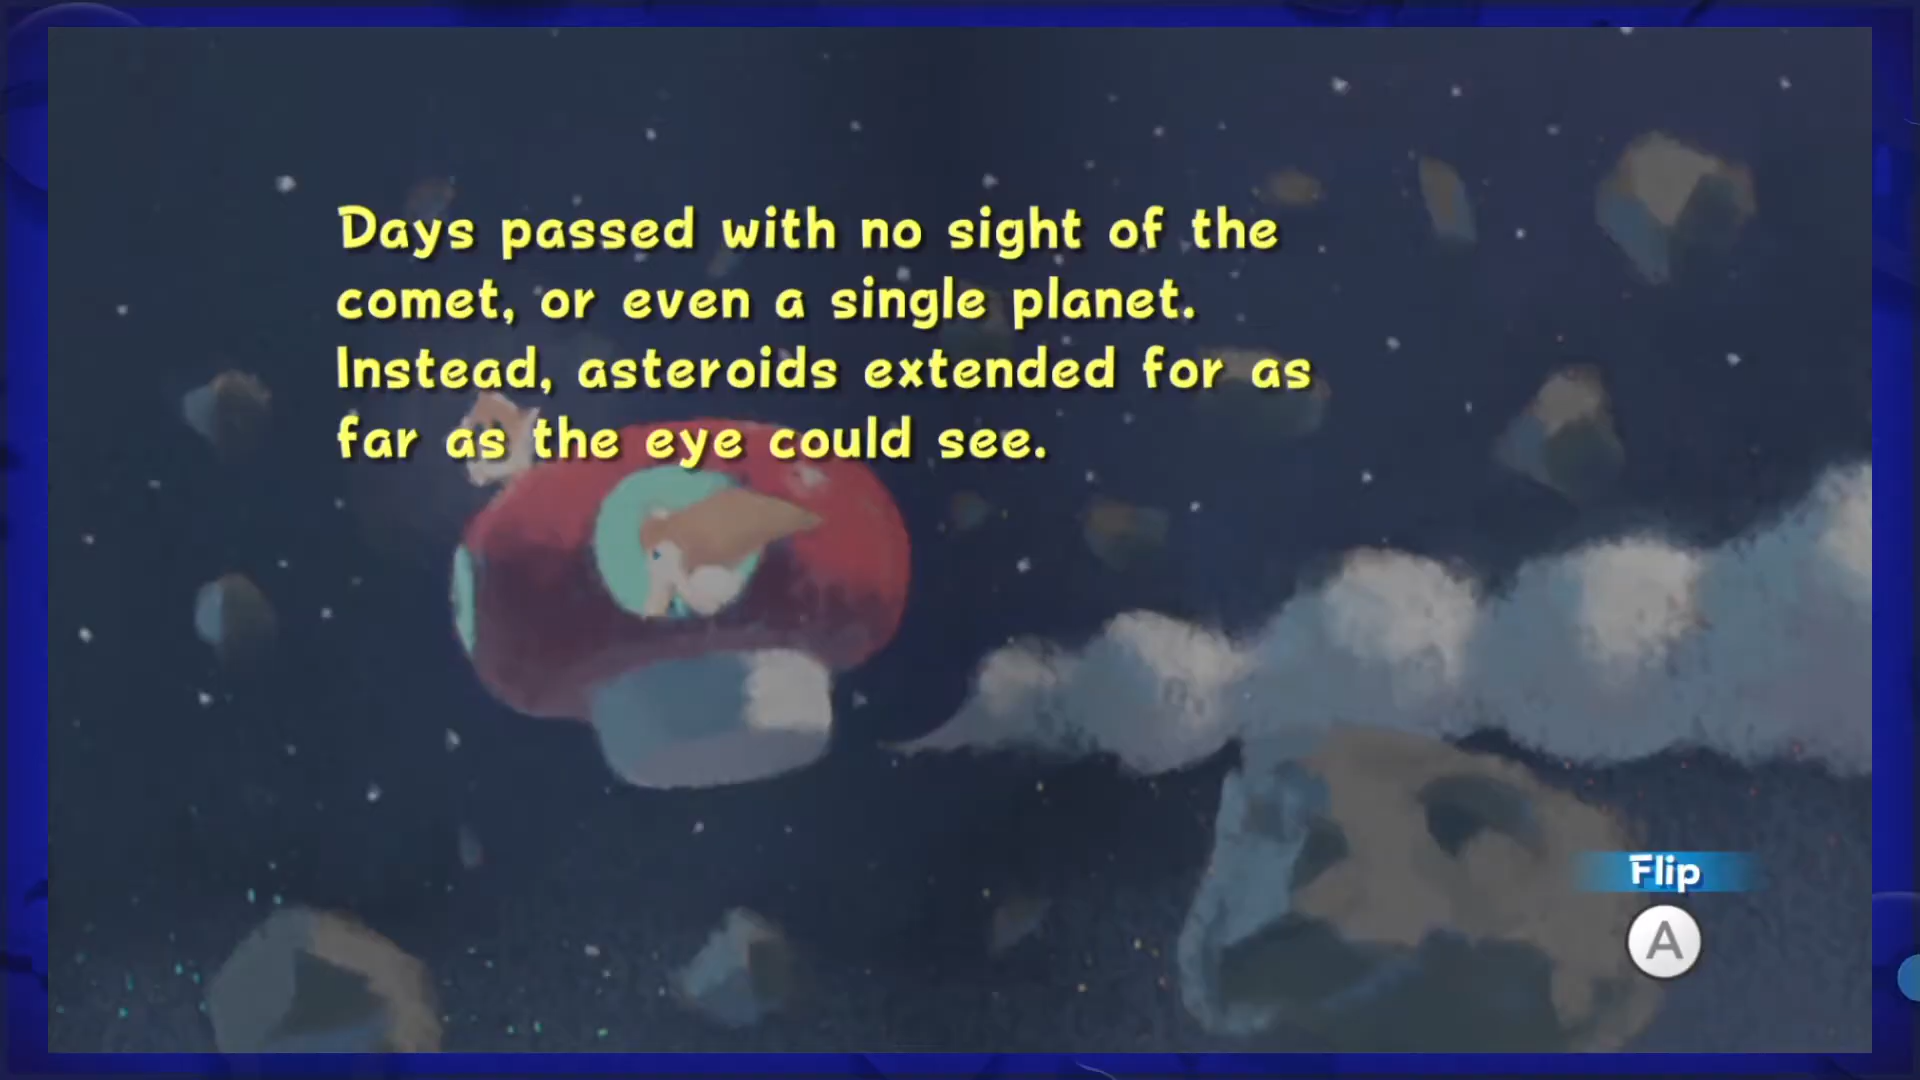 Days passed with no sight of the
comet, or even a single planet.
Instead, asteroids extended for as
far as the eye could see.
Flip
A